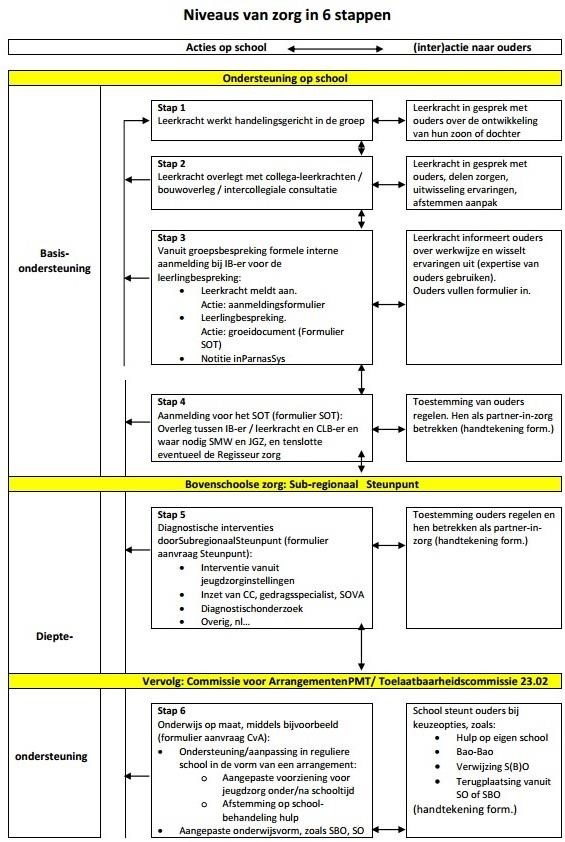 Niveaus van zorg in 6 stappen
Acties op school
(inter)actie naar ouders
Ondersteuning op school
Basis-
ondersteuning
Stap 1
Leerkracht werkt handelingsgericht in de groep
Leerkracht in gesprek met
ouders over de ontwikkeling
van hun zoon of dochter
Stap 2
Leerkracht overlegt met collega-leerkrachten /
bouwoverleg / intercollegiale consultatie
Leerkracht in gesprek met
ouders, delen zorgen,
uitwisseling ervaringen,
afstemmen aanpak
Stap 3
Vanuit groepsbespreking formele interne
aanmelding bij IB-er voor de
leerlingbespreking:
• Leerkracht meldt aan.
Actie: aanmeldingsformulier
• Leerlingbespreking.
Actie: groeidocument (Formulier
SOT)
• Notitie inParnasSys
Leerkracht informeert ouders
over werkwijze en wisselt
ervaringen uit (expertise van
ouders gebruiken).
Ouders vullen formulier in.
Stap 4
Aanmelding voor het SOT (formulier SOT):
Overleg tussen IB-er / leerkracht en CLB-er en
waar nodig SMW en JGZ, en tenslotte
eventueel de Regisseur zorg
Toestemming van ouders
regelen. Hen als partner-in-zorg
betrekken (handtekening form.)
Bovenschoolse zorg: Sub-regionaal Steunpunt
Diepte-
Stap 5
Diagnostische interventies
doorSubregionaalSteunpunt (formulier
aanvraag Steunpunt):
• Interventie vanuit
jeugdzorginstellingen
• Inzet van CC, gedragsspecialist, SOVA
• Diagnostischonderzoek
• Overig, nl...
Toestemming ouders regelen en
hen betrekken als partner-in-
zorg (handtekening form.)
Vervolg: Commissie voor ArrangementenPMT/ Toelaatbaarheidscommissie 23.02
ondersteuning
Stap 6
Onderwijs op maat, middels bijvoorbeeld
(formulier aanvraag CvA):
• Ondersteuning/aanpassing in reguliere
school in de vorm van een arrangement:
o Aangepaste voorziening voor
jeugdzorg onder/na schooltijd
o Afstemming op school-
behandeling hulp
• Aangepaste onderwijsvorm, zoals SBO, SO
School steunt ouders bij
keuzeopties, zoals:
• Hulp op eigen school
• Bao-Bao
• Verwijzing S(B)O
• Terugplaatsing vanuit
SO of SBO
(handtekening form.)